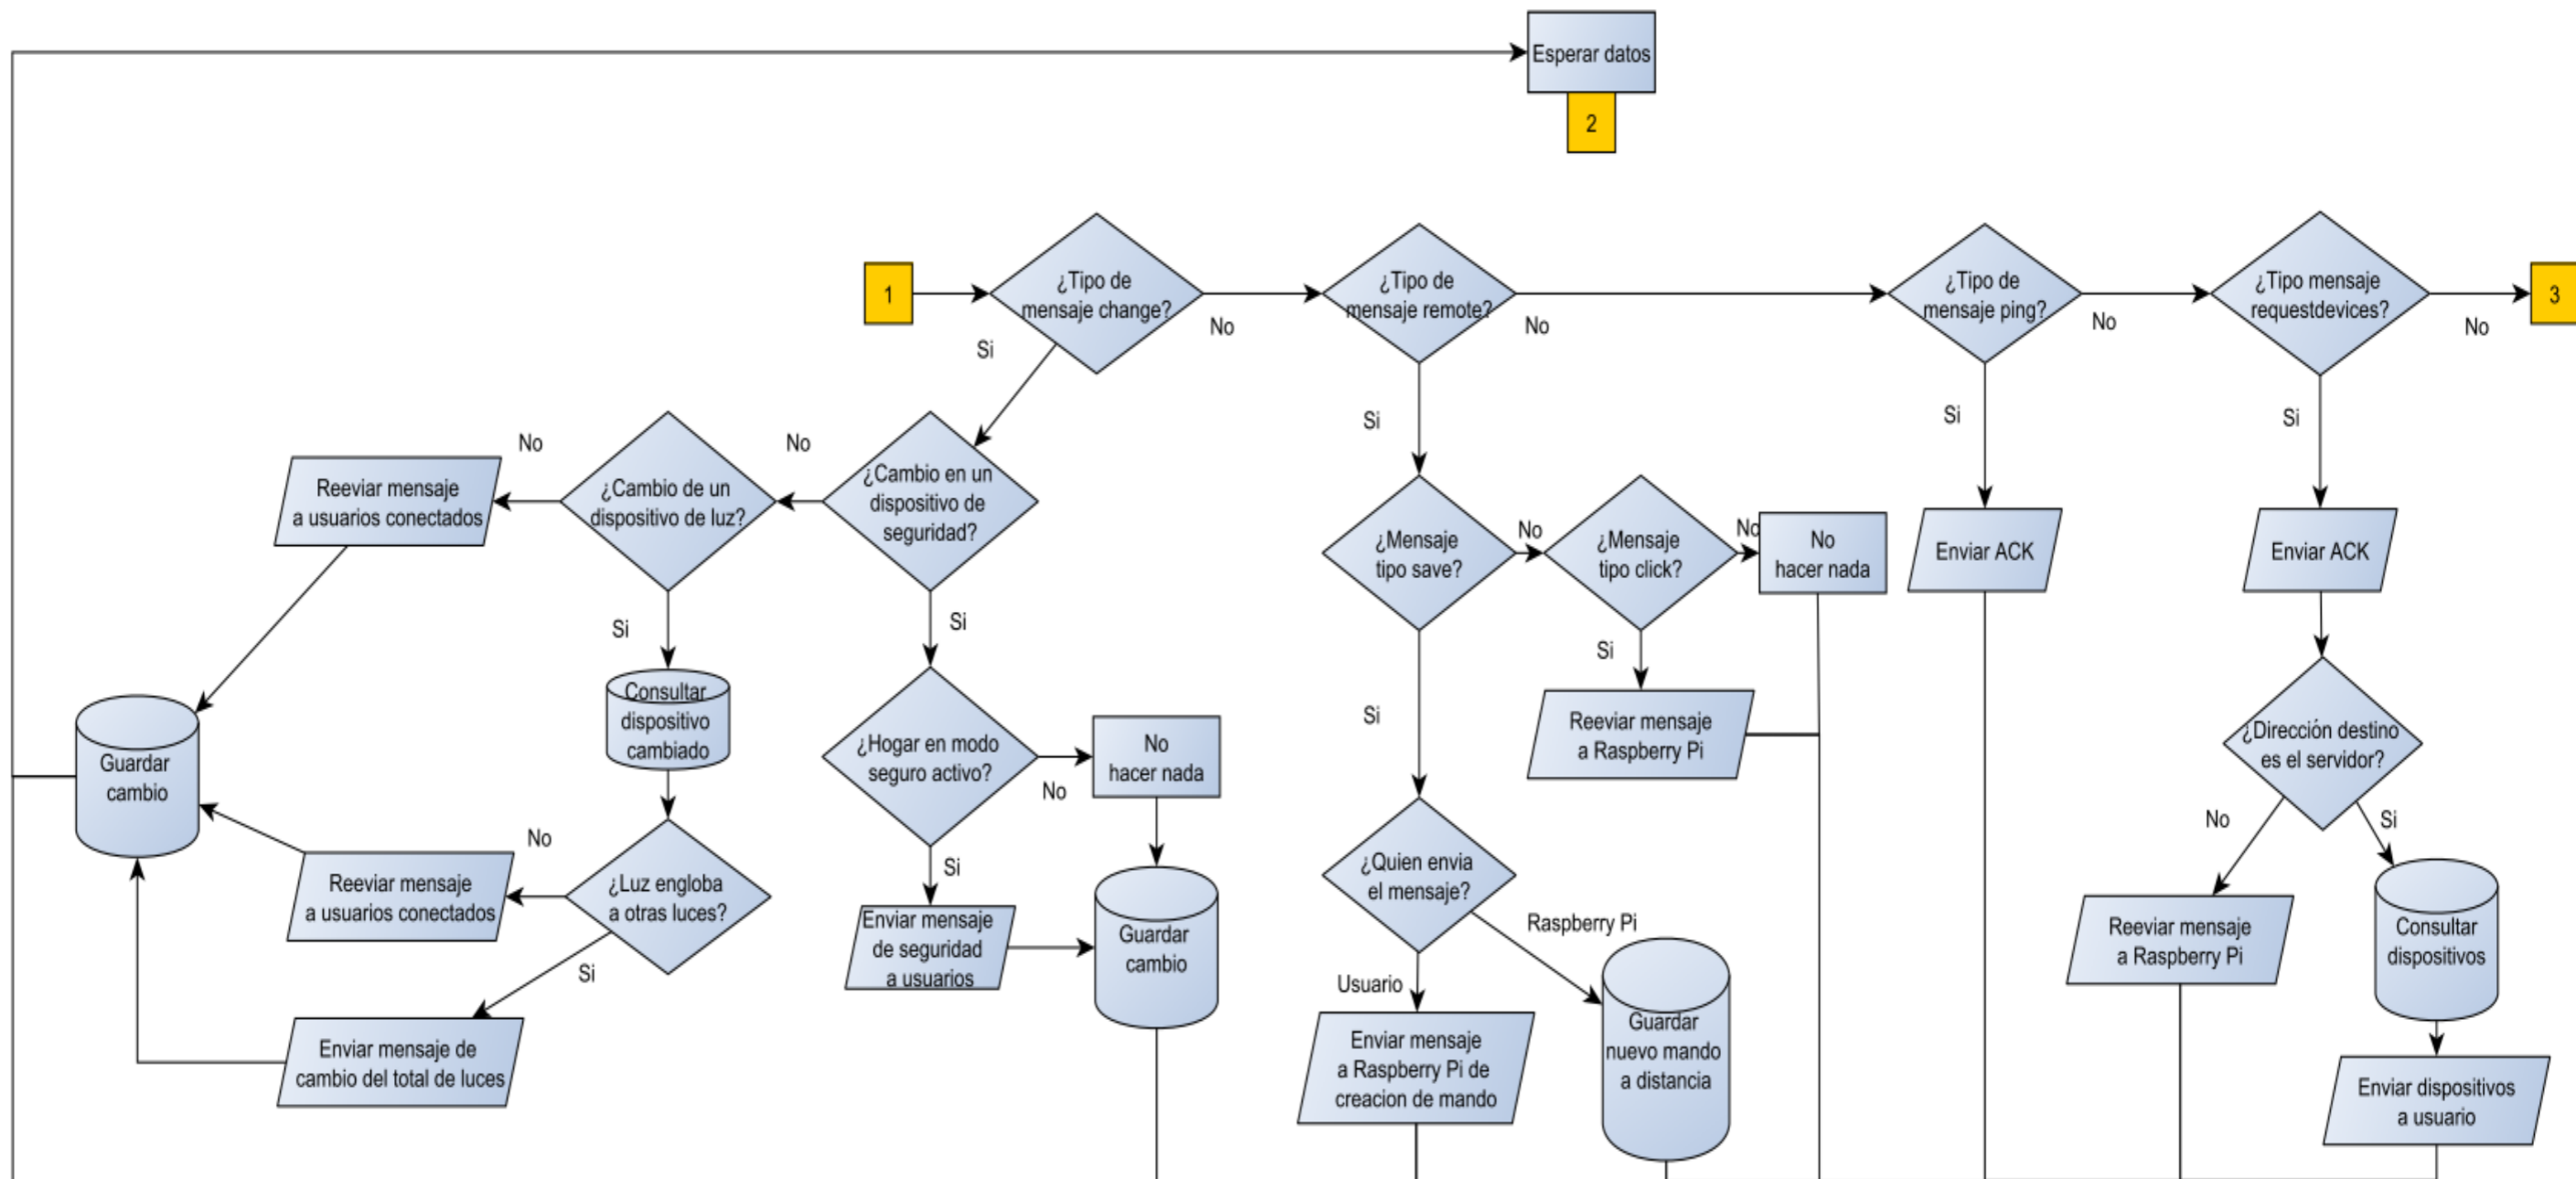 Esperar datos
2
1
¿Tipo de
mensaje change?
No
Si
¿Tipo de
mensaje remote?
No
Si
¿Tipo de
mensaje ping?
No
Si
¿Tipo mensaje
requestdevices?
No
Si
3
¿Cambio en un
dispositivo de
seguridad?
No
Si
¿Cambio de un
dispositivo de luz?
No
Si
Reeviar mensaje
a usuarios conectados
Guardar
cambio
Consultar
dispositivo
cambiado
¿Luz engloba
a otras luces?
No
Si
Reeviar mensaje
a usuarios conectados
Enviar mensaje de
cambio del total de luces
¿Hogar en modo
seguro activo?
No
Si
No
hacer nada
Enviar mensaje
de seguridad
a usuarios
Guardar
cambio
¿Mensaje
tipo save?
No
Si
¿Mensaje
tipo click?
No
Si
No
hacer nada
Reeviar mensaje
a Raspberry Pi
¿Quien envia
el mensaje?
Raspberry Pi
Usuario
Enviar mensaje
a Raspberry Pi de
creacion de mando
Guardar
nuevo mando
a distancia
Enviar ACK
Enviar ACK
¿Dirección destino
es el servidor?
No
Si
Reeviar mensaje
a Raspberry Pi
Consultar
dispositivos
Enviar dispositivos
a usuario